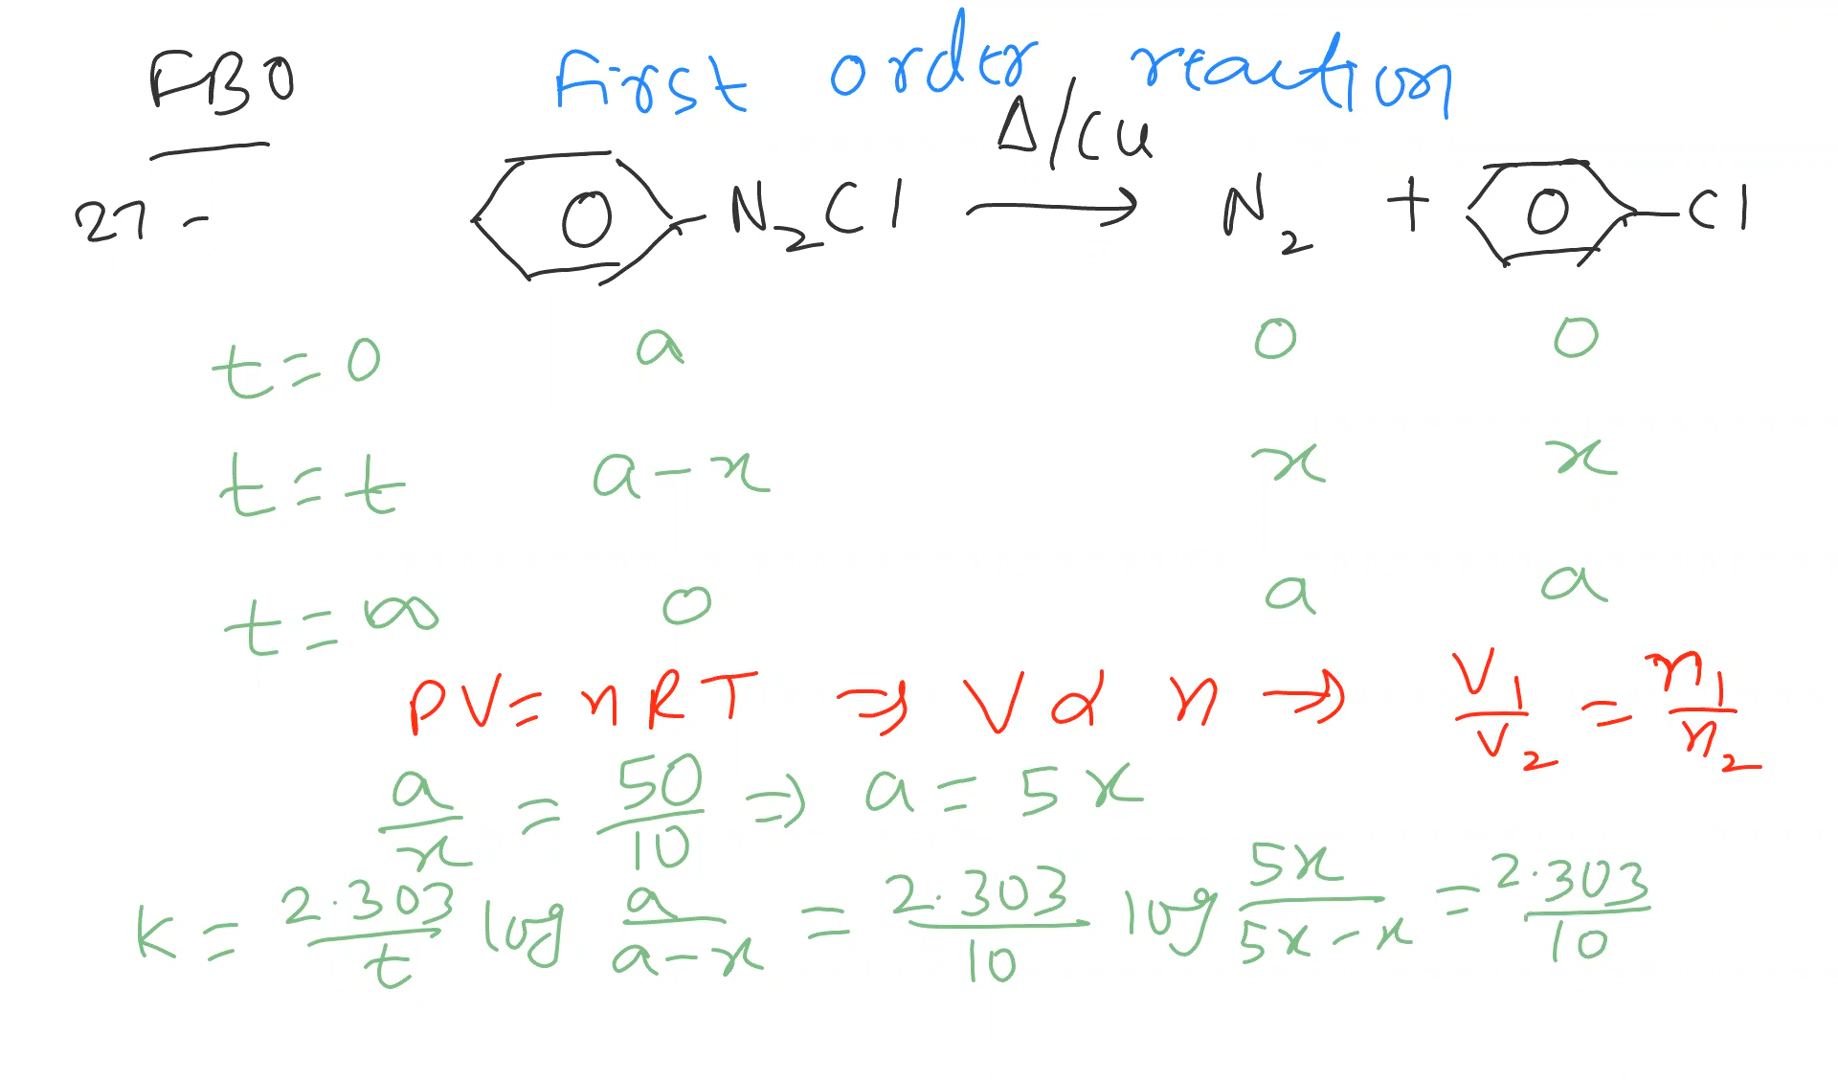 FBO First order reaction
Δ/Cu
27 - N₂Cl → N₂ + Cl
t = 0 a 0 0
t = t a - x x x
t = ∞ 0 a a
PV = nRT ⇒ V α n ⇒ V₁/V₂ = n₁/n₂
a/x = 50/10 ⇒ a = 5x
k = 2.303/t log a/a-x = 2.303/10 log 5x/5x-x = 2.303/10